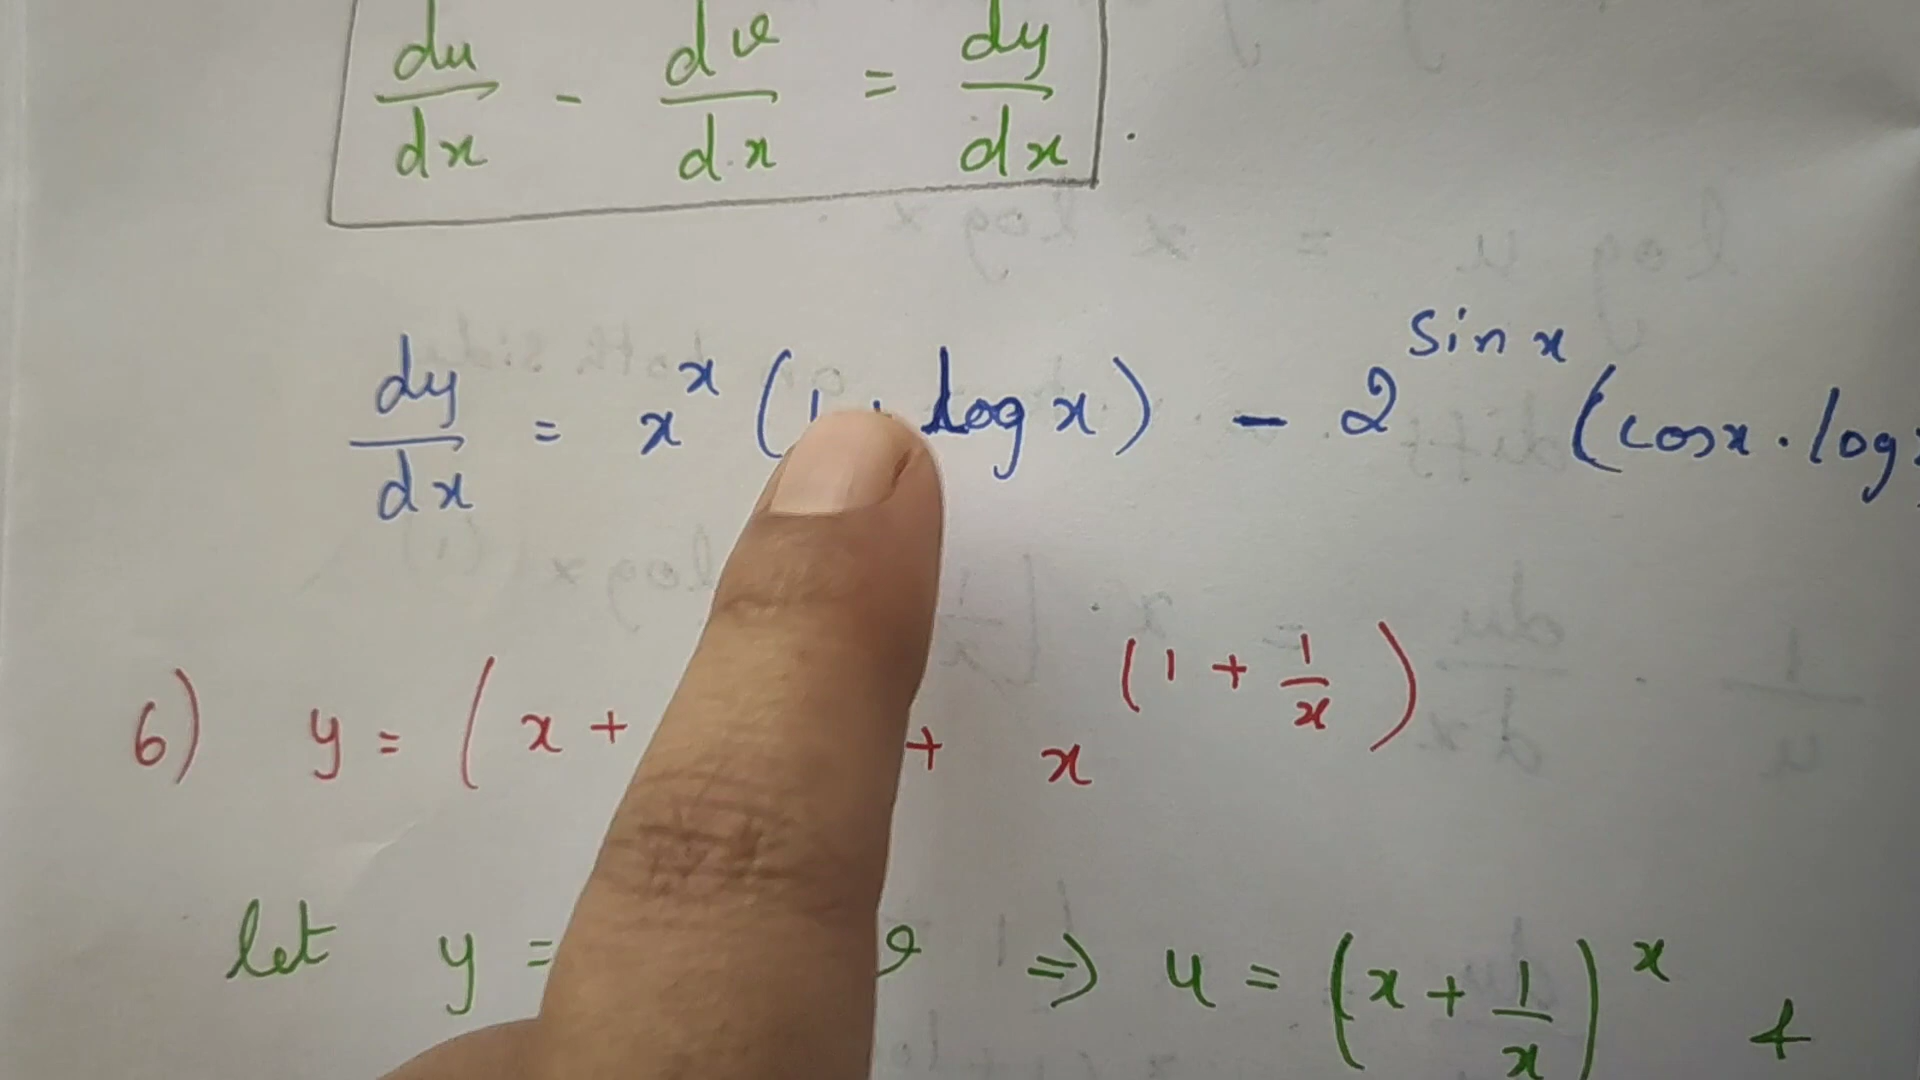 du/dx - dv/dx = dy/dx .
dy/dx = x^x (1 · log x) - 2^sin x (cos x . log
6) y = (x + + x^(1 + 1/x)
let y = v ⇒ u = (x + 1/x)^x &